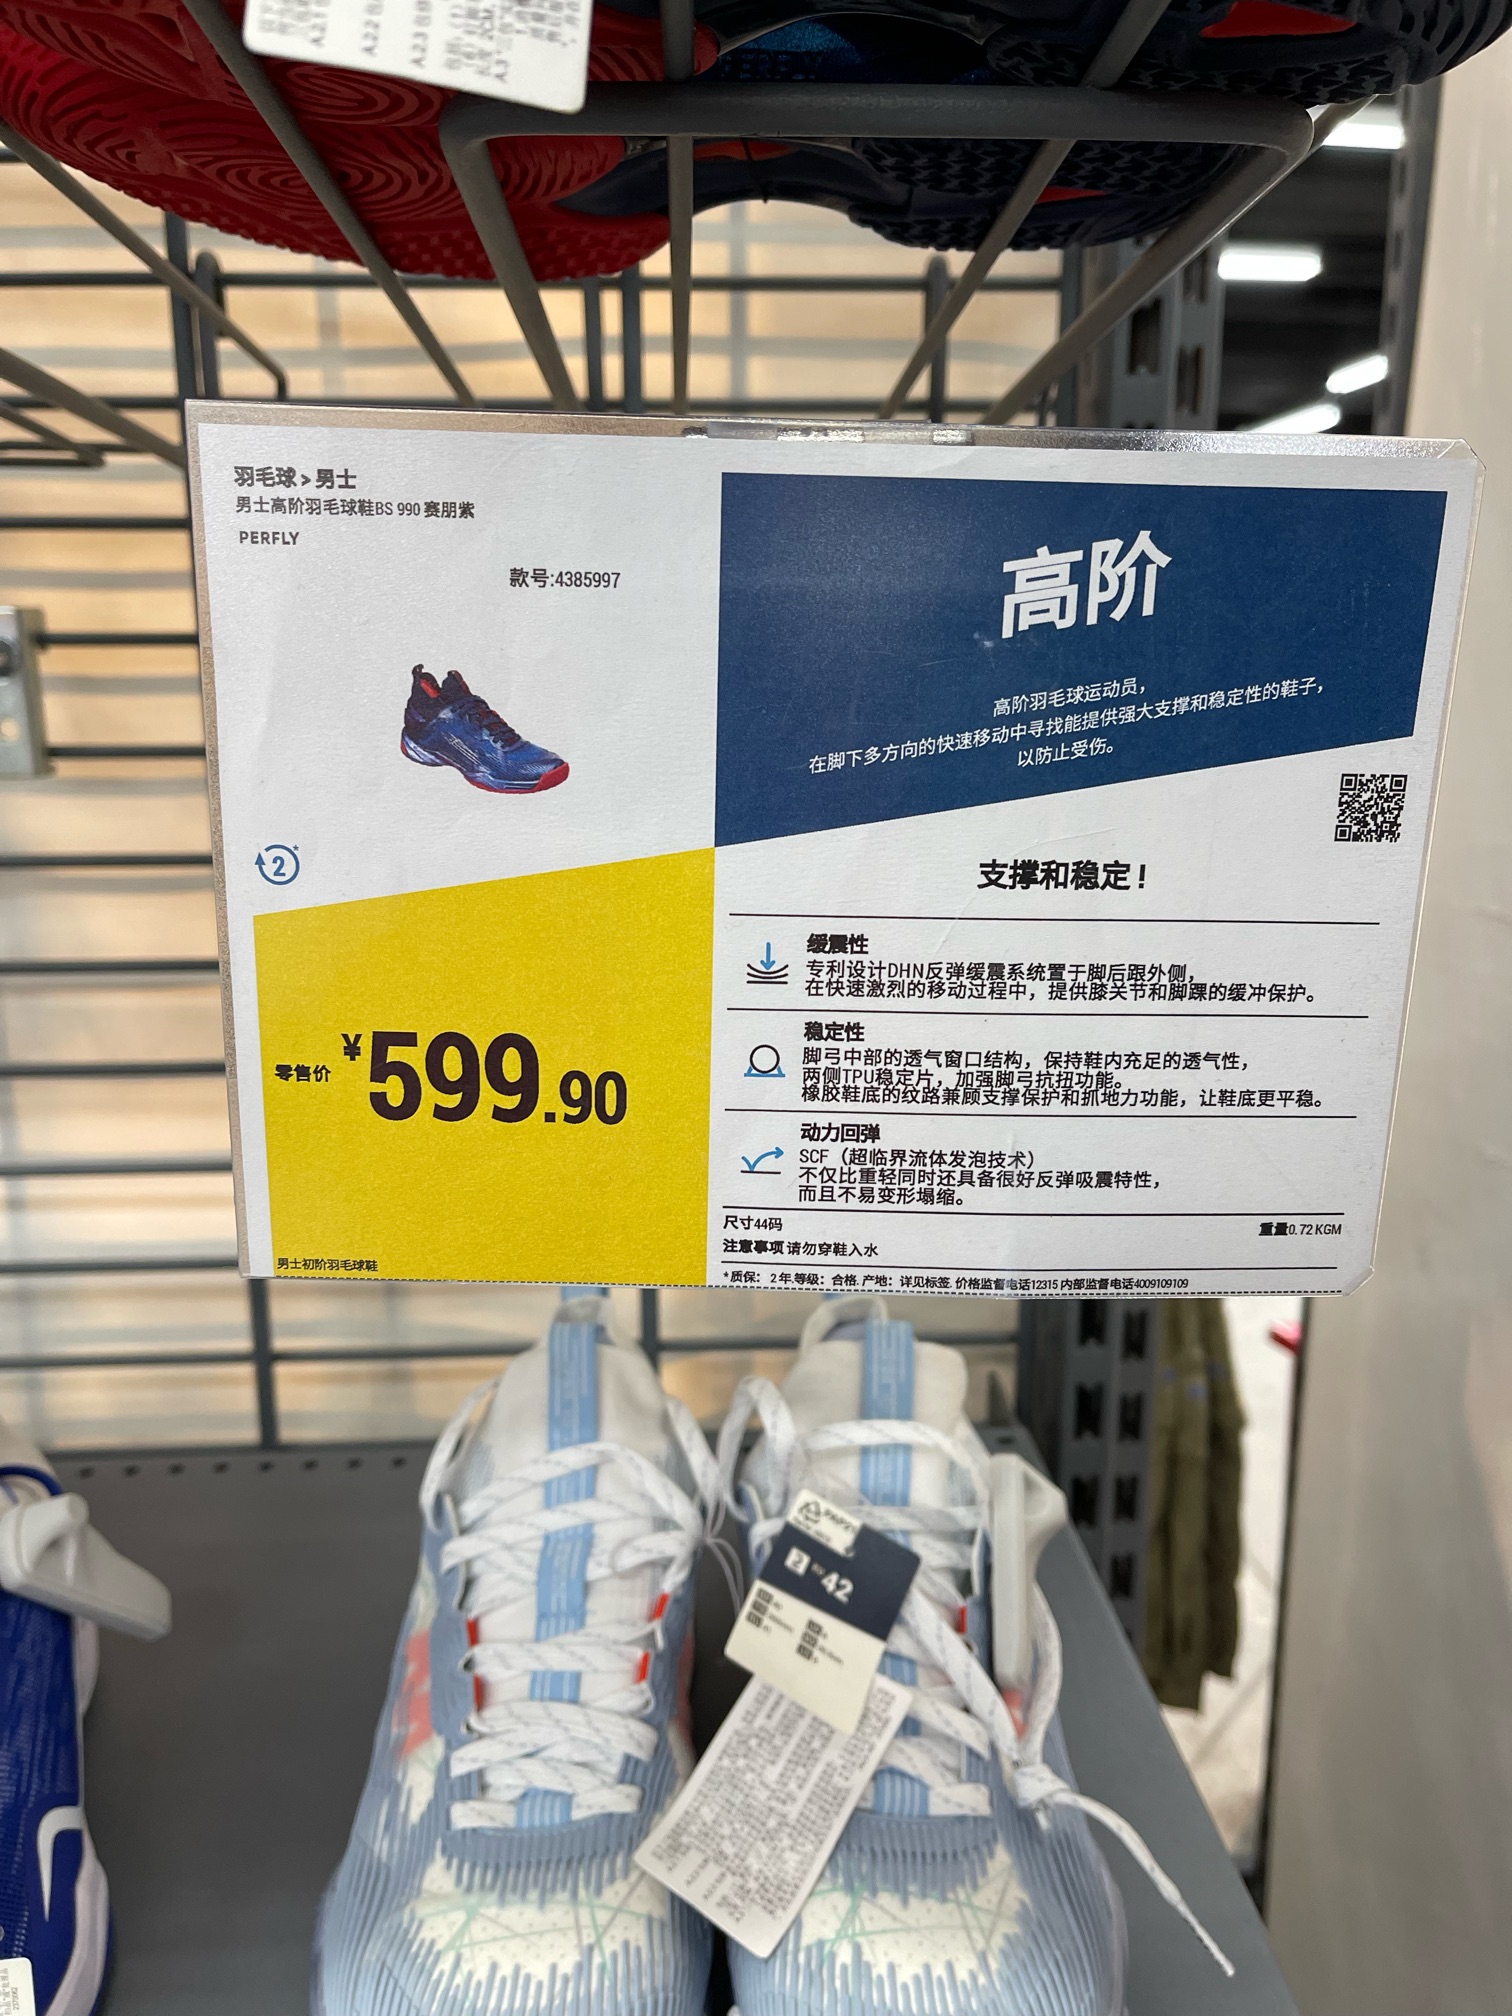 羽毛球 > 男士
男士高阶羽毛球鞋BS 990 赛朋紫
PERFLY
款号:4385997
2*
零售价 ¥599.90
男士初阶羽毛球鞋
高阶
高阶羽毛球运动员，
在脚下多方向的快速移动中寻找能提供强大支撑和稳定性的鞋子，
以防止受伤。
支撑和稳定！
缓震性
专利设计DHN反弹缓震系统置于脚后跟外侧，
在快速激烈的移动过程中，提供膝关节和脚踝的缓冲保护。
稳定性
脚弓中部的透气窗口结构，保持鞋内充足的透气性，
两侧TPU稳定片，加强脚弓抗扭功能。
橡胶鞋底的纹路兼顾支撑保护和抓地力功能，让鞋底更平稳。
动力回弹
SCF（超临界流体发泡技术）
不仅比重轻同时还具备很好反弹吸震特性，
而且不易变形塌缩。
尺寸44码 重量0.72 KGM
注意事项 请勿穿鞋入水
*质保： 2 年.等级：合格. 产地：详见标签. 价格监督电话12315 内部监督电话4009109109
2 42